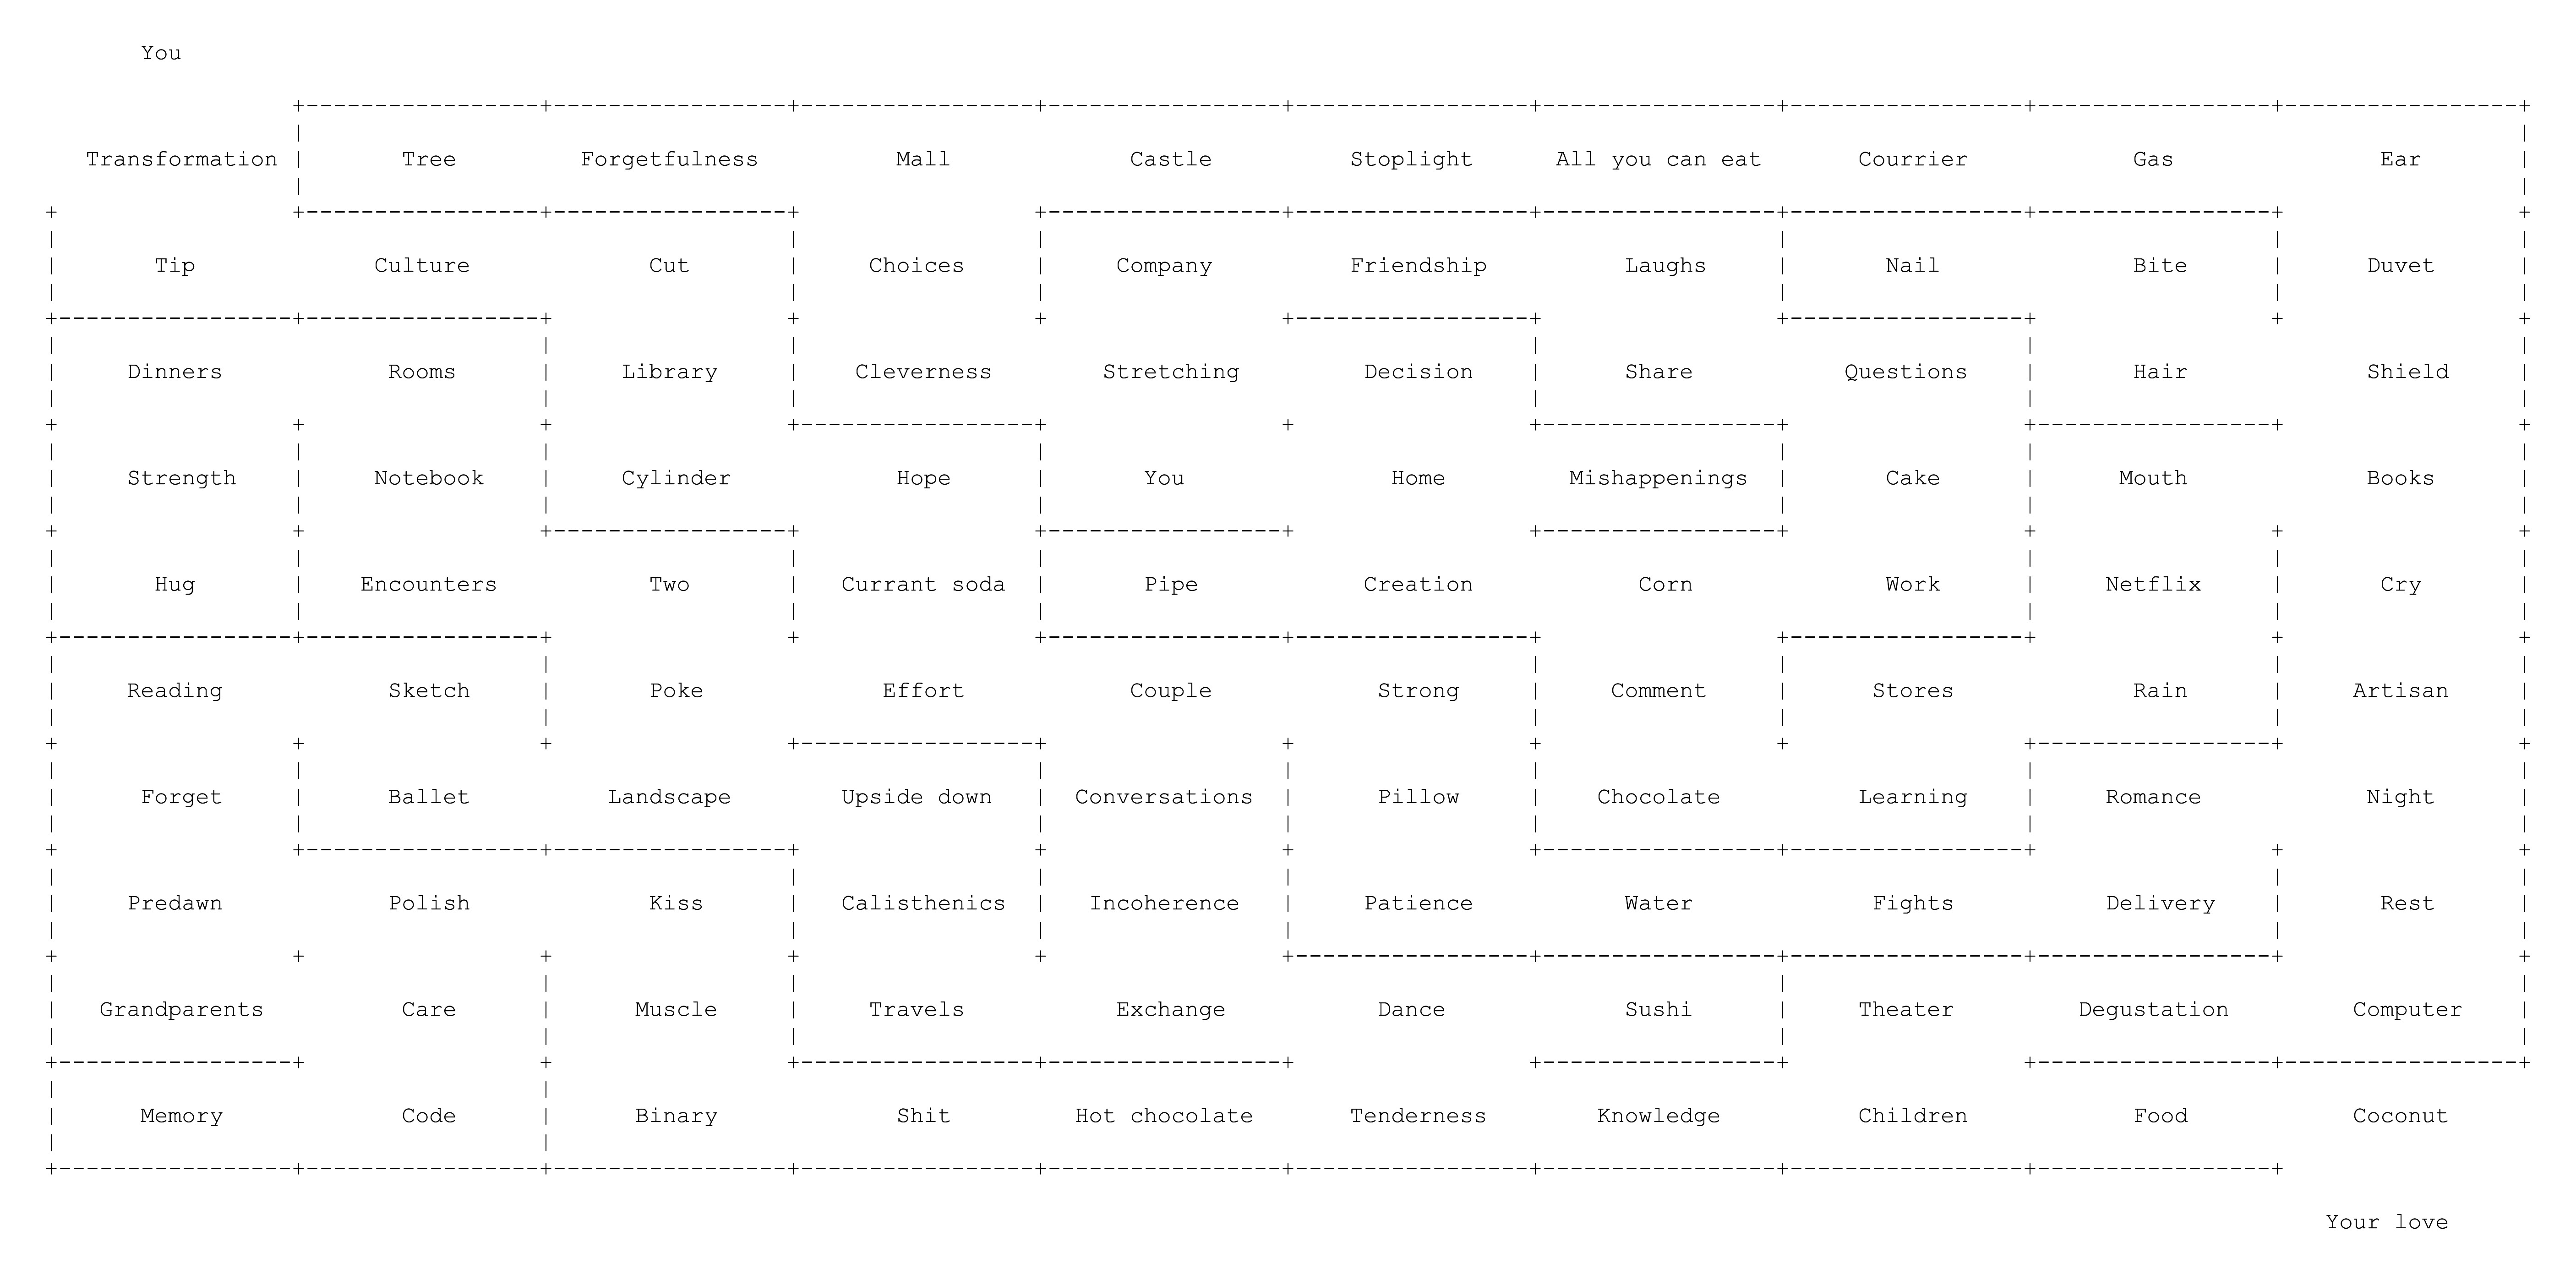 You
Transformation Tree Forgetfulness Mall Castle Stoplight All you can eat Courrier Gas Ear
Tip Culture Cut Choices Company Friendship Laughs Nail Bite Duvet
Dinners Rooms Library Cleverness Stretching Decision Share Questions Hair Shield
Strength Notebook Cylinder Hope You Home Mishappenings Cake Mouth Books
Hug Encounters Two Currant soda Pipe Creation Corn Work Netflix Cry
Reading Sketch Poke Effort Couple Strong Comment Stores Rain Artisan
Forget Ballet Landscape Upside down Conversations Pillow Chocolate Learning Romance Night
Predawn Polish Kiss Calisthenics Incoherence Patience Water Fights Delivery Rest
Grandparents Care Muscle Travels Exchange Dance Sushi Theater Degustation Computer
Memory Code Binary Shit Hot chocolate Tenderness Knowledge Children Food Coconut
Your love